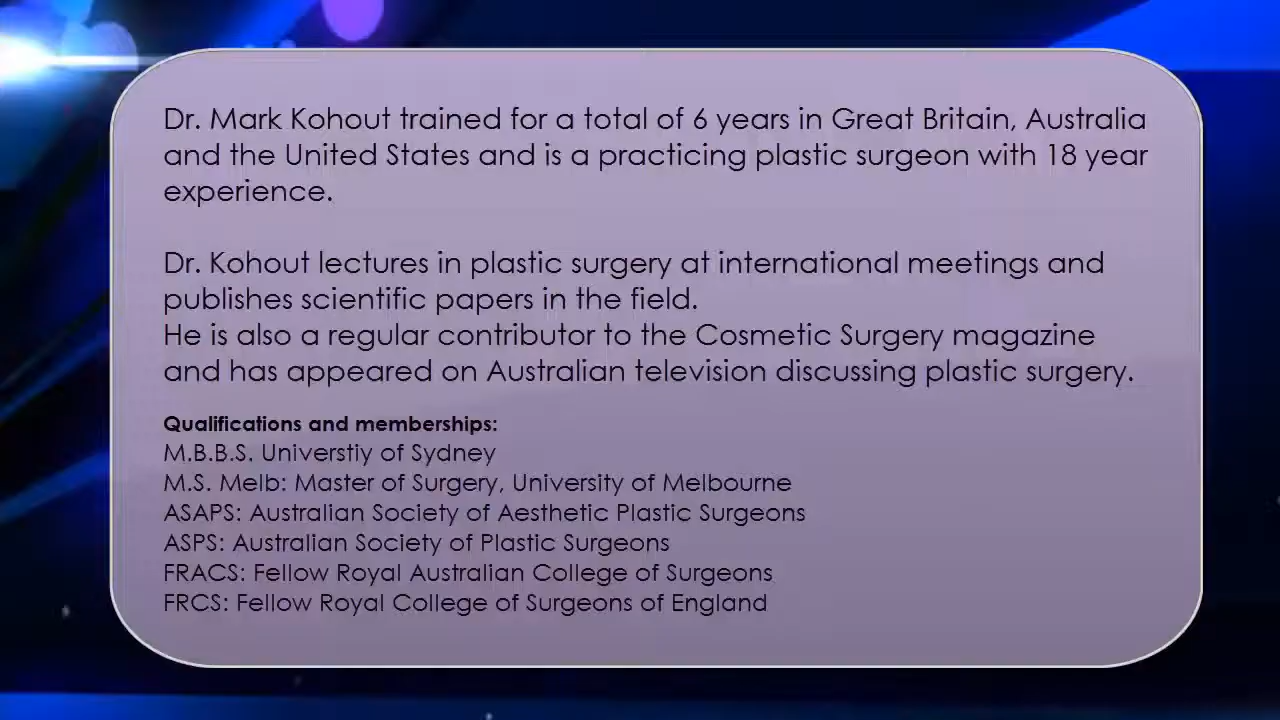 Dr. Mark Kohout trained for a total of 6 years in Great Britain, Australia
and the United States and is a practicing plastic surgeon with 18 year
experience.
Dr. Kohout lectures in plastic surgery at international meetings and
publishes scientific papers in the field.
He is also a regular contributor to the Cosmetic Surgery magazine
and has appeared on Australian television discussing plastic surgery.
Qualifications and memberships:
M.B.B.S. Universtiy of Sydney
M.S. Melb: Master of Surgery, University of Melbourne
ASAPS: Australian Society of Aesthetic Plastic Surgeons
ASPS: Australian Society of Plastic Surgeons
FRACS: Fellow Royal Australian College of Surgeons
FRCS: Fellow Royal College of Surgeons of England